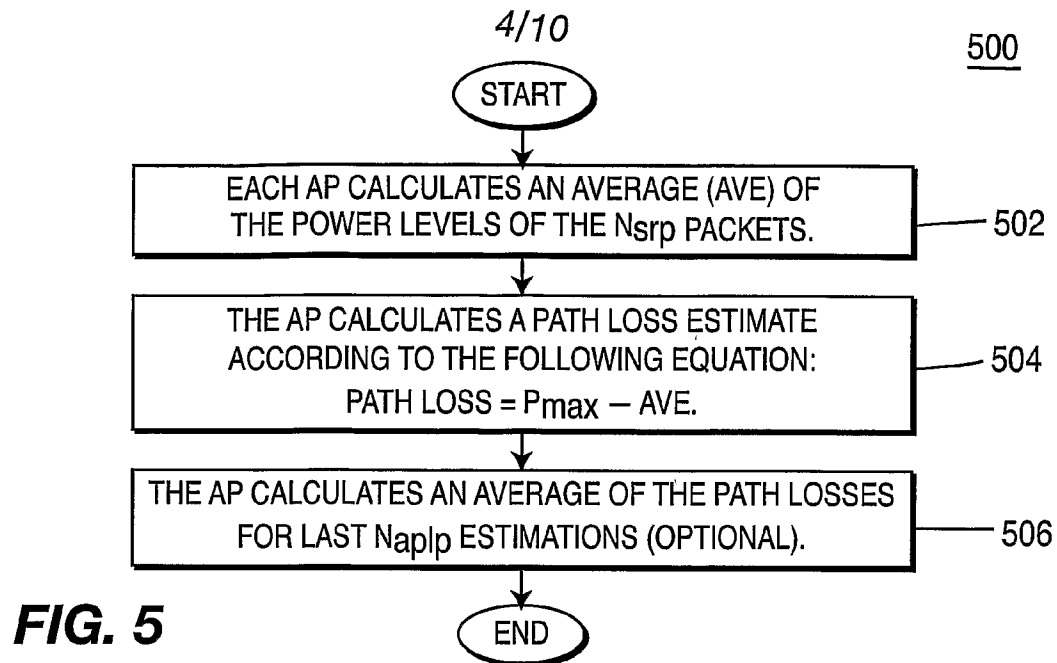 4/10
500
START
EACH AP CALCULATES AN AVERAGE (AVE) OF
THE POWER LEVELS OF THE Nsrp PACKETS.
502
THE AP CALCULATES A PATH LOSS ESTIMATE
ACCORDING TO THE FOLLOWING EQUATION:
PATH LOSS = Pmax – AVE.
504
THE AP CALCULATES AN AVERAGE OF THE PATH LOSSES
FOR LAST Naplp ESTIMATIONS (OPTIONAL).
506
END
FIG. 5